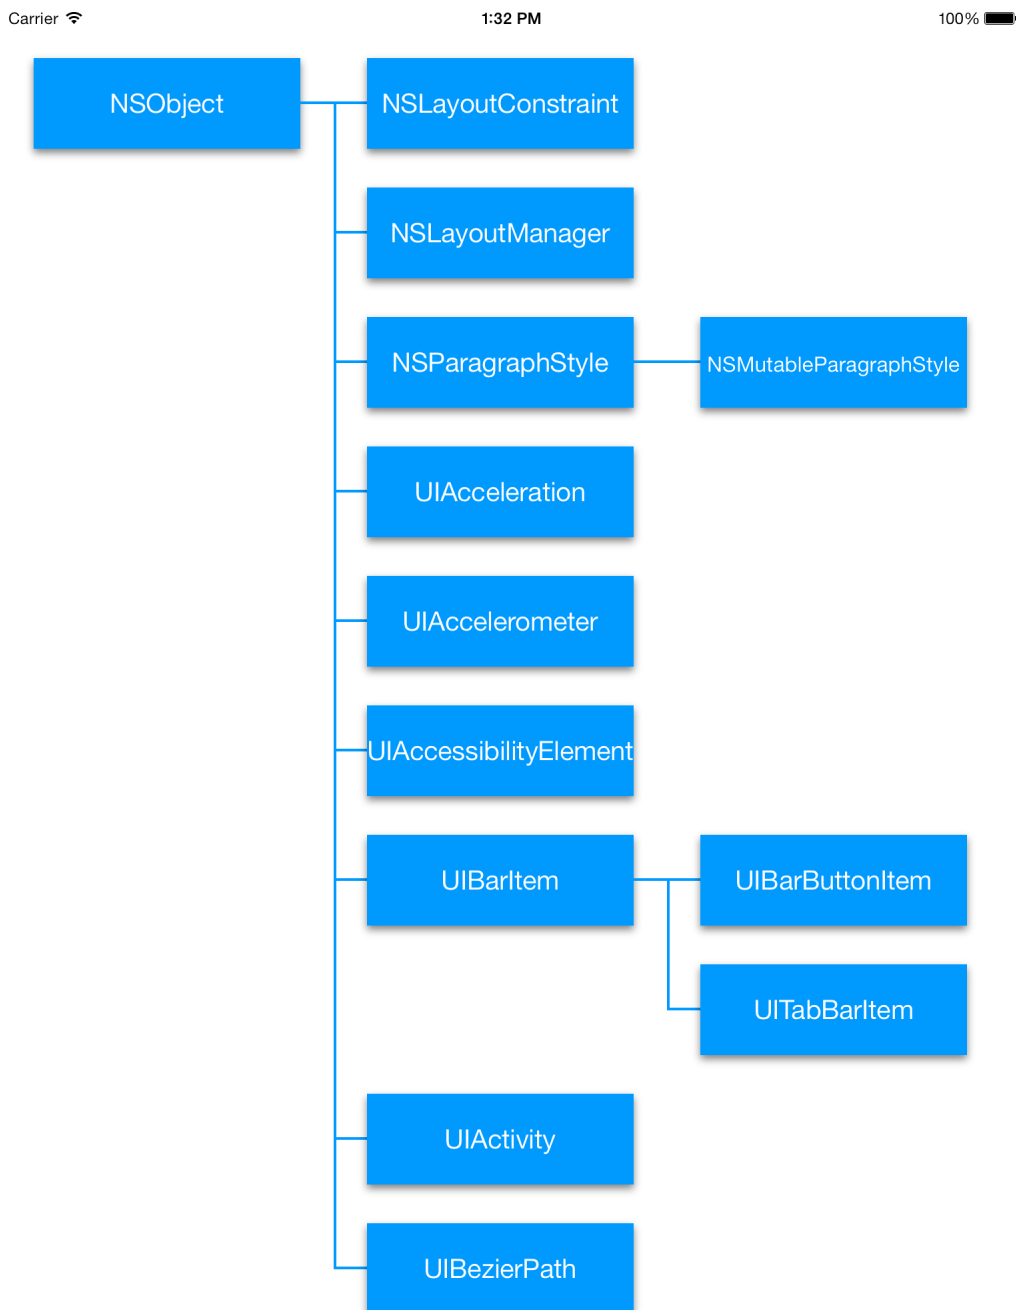 Carrier
1:32 PM
100%
NSObject
NSLayoutConstraint
NSLayoutManager
NSParagraphStyle
NSMutableParagraphStyle
UIAcceleration
UIAccelerometer
UIAccessibilityElement
UIBarItem
UIBarButtonItem
UITabBarItem
UIActivity
UIBezierPath